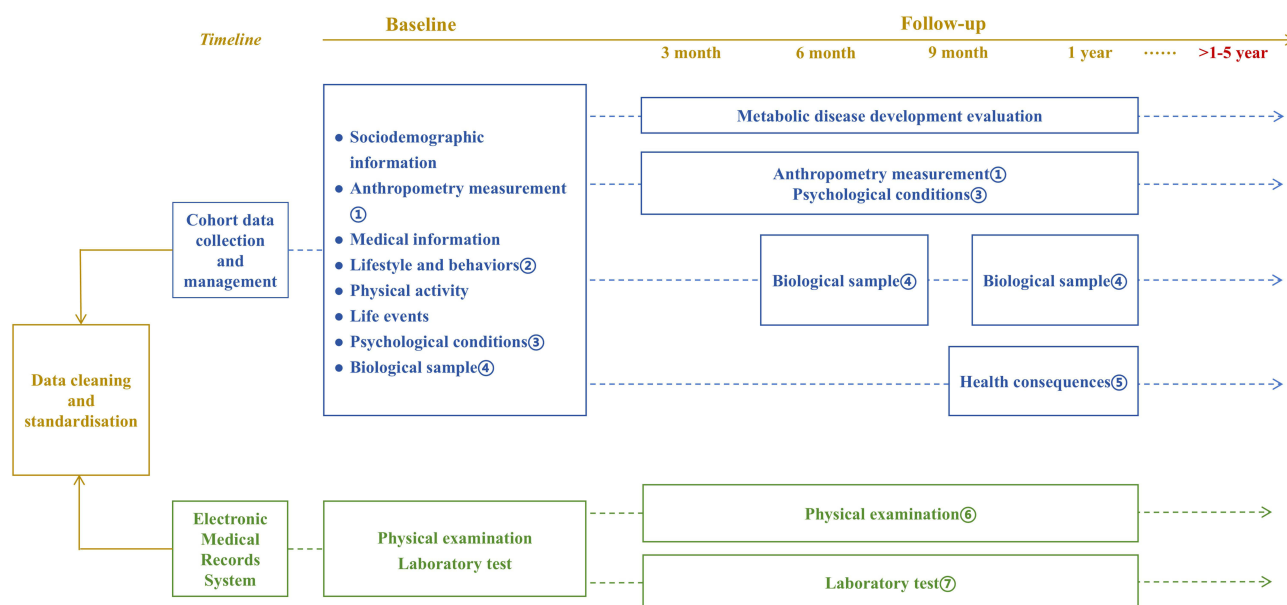 Timeline
Baseline
Follow-up
3 month
6 month
9 month
1 year
······
>1-5 year
Cohort data
collection
and
management
● Sociodemographic
information
● Anthropometry measurement
①
● Medical information
● Lifestyle and behaviors②
● Physical activity
● Life events
● Psychological conditions③
● Biological sample④
Metabolic disease development evaluation
Anthropometry measurement①
Psychological conditions③
Biological sample④
Biological sample④
Health consequences⑤
Data cleaning
and
standardisation
Electronic
Medical
Records
System
Physical examination
Laboratory test
Physical examination⑥
Laboratory test⑦